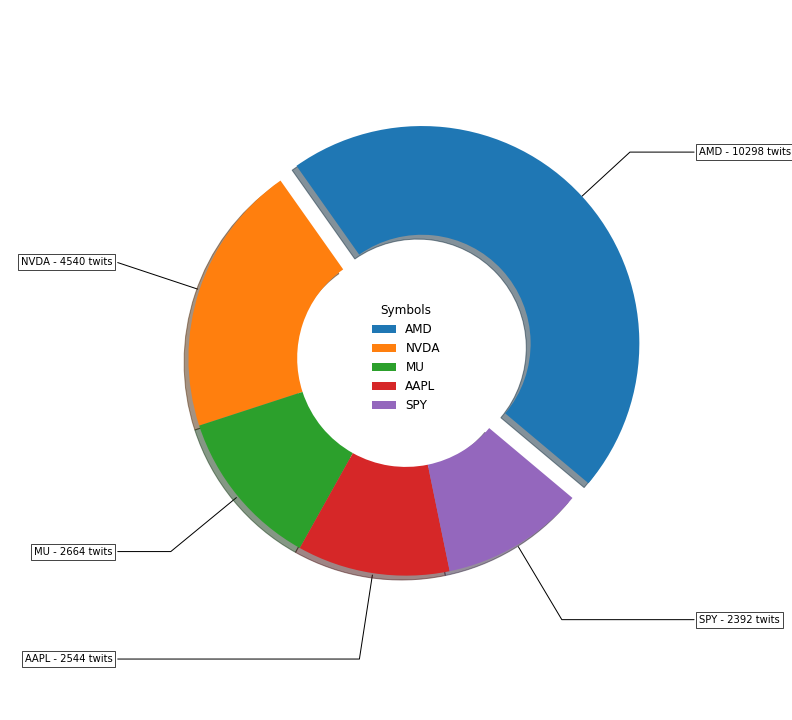 AMD - 10298 twits
NVDA - 4540 twits
Symbols
AMD
NVDA
MU
AAPL
SPY
MU - 2664 twits
SPY - 2392 twits
AAPL - 2544 twits